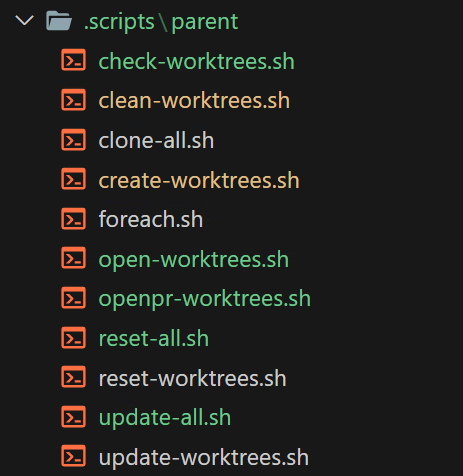 .scripts\parent
check-worktrees.sh
clean-worktrees.sh
clone-all.sh
create-worktrees.sh
foreach.sh
open-worktrees.sh
openpr-worktrees.sh
reset-all.sh
reset-worktrees.sh
update-all.sh
update-worktrees.sh